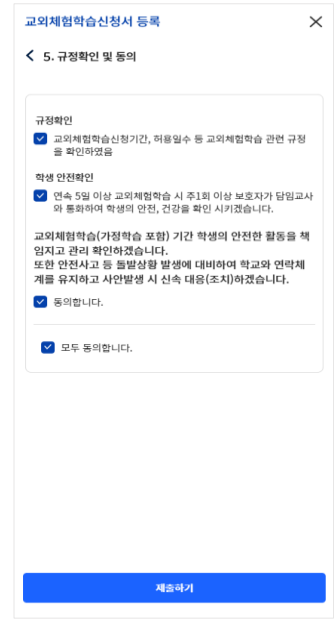 교외체험학습신청서 등록
5. 규정확인 및 동의
규정확인
교외체험학습신청기간, 허용일수 등 교외체험학습 관련 규정
을 확인하였음
학생 안전확인
연속 5일 이상 교외체험학습 시 주1회 이상 보호자가 담임교사
와 통화하여 학생의 안전, 건강을 확인 시키겠습니다.
교외체험학습(가정학습 포함) 기간 학생의 안전한 활동을 책
임지고 관리 확인하겠습니다.
또한 안전사고 등 돌발상황 발생에 대비하여 학교와 연락체
계를 유지하고 사안발생 시 신속 대응(조치)하겠습니다.
동의합니다.
모두 동의합니다.
제출하기